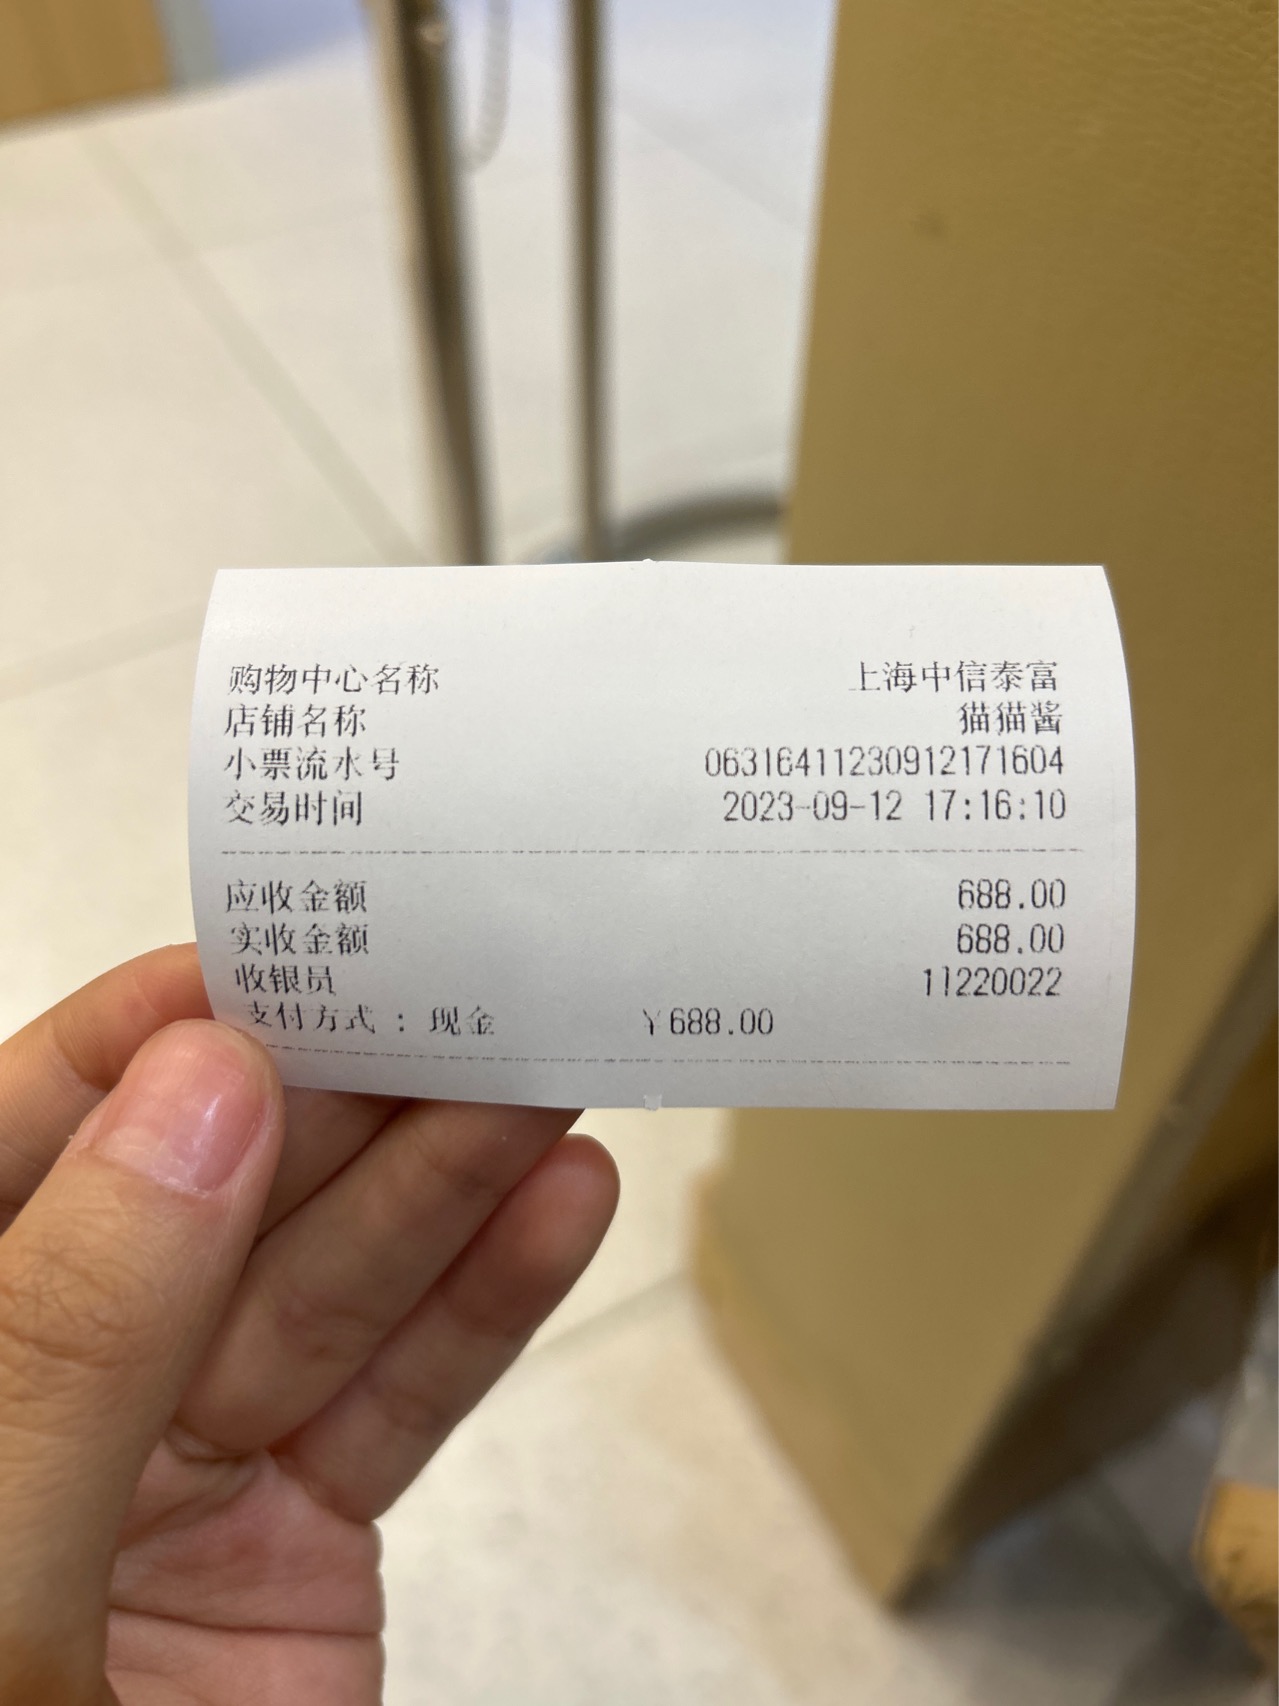 购物中心名称 上海中信泰富
店铺名称 猫猫酱
小票流水号 06316411230912171604
交易时间 2023-09-12 17:16:10
应收金额 688.00
实收金额 688.00
收银员 11220022
支付方式：现金 ¥688.00